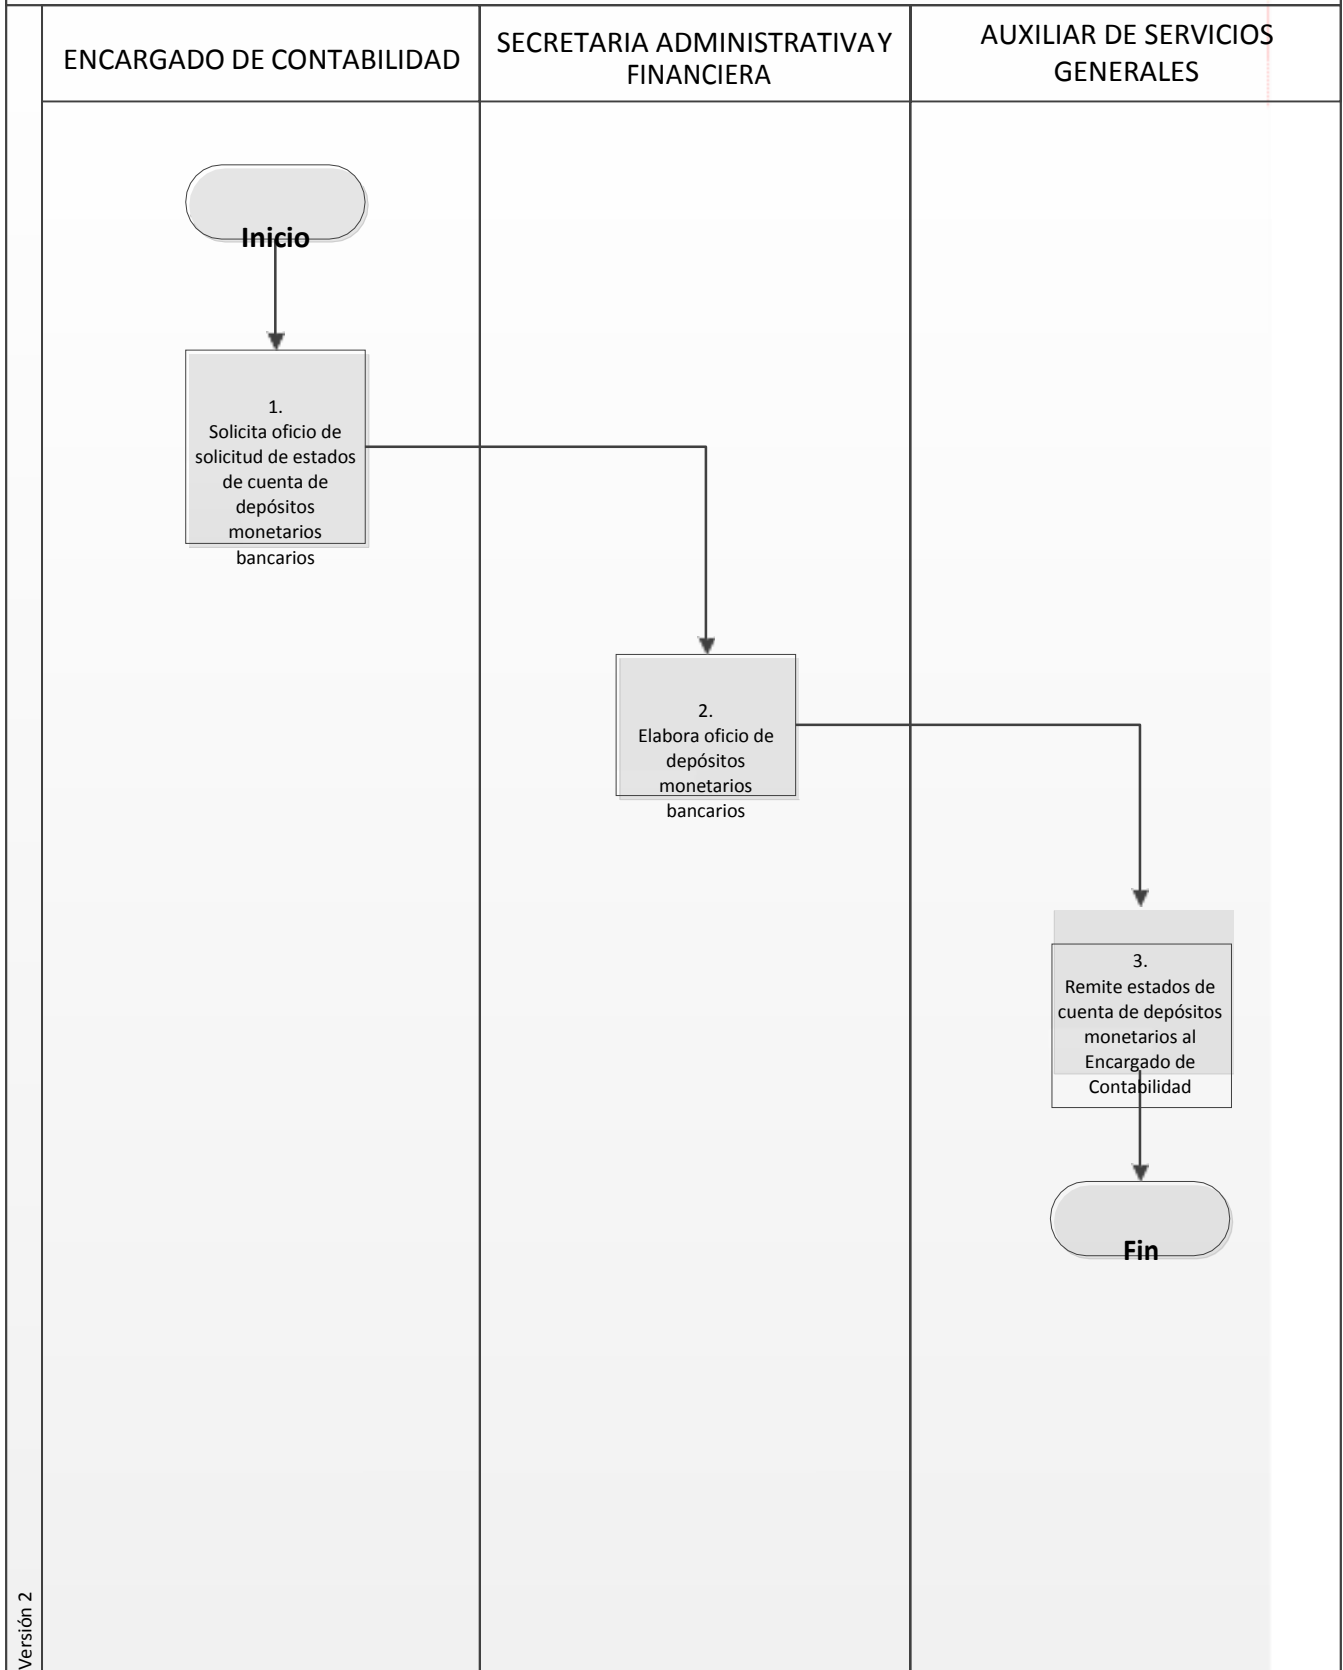 ENCARGADO DE CONTABILIDAD
SECRETARIA ADMINISTRATIVA Y
FINANCIERA
AUXILIAR DE SERVICIOS
GENERALES
Inicio
1.
Solicita oficio de
solicitud de estados
de cuenta de
depósitos
monetarios
bancarios
2.
Elabora oficio de
depósitos
monetarios
bancarios
3.
Remite estados de
cuenta de depósitos
monetarios al
Encargado de
Contabilidad
Fin
Versión 2